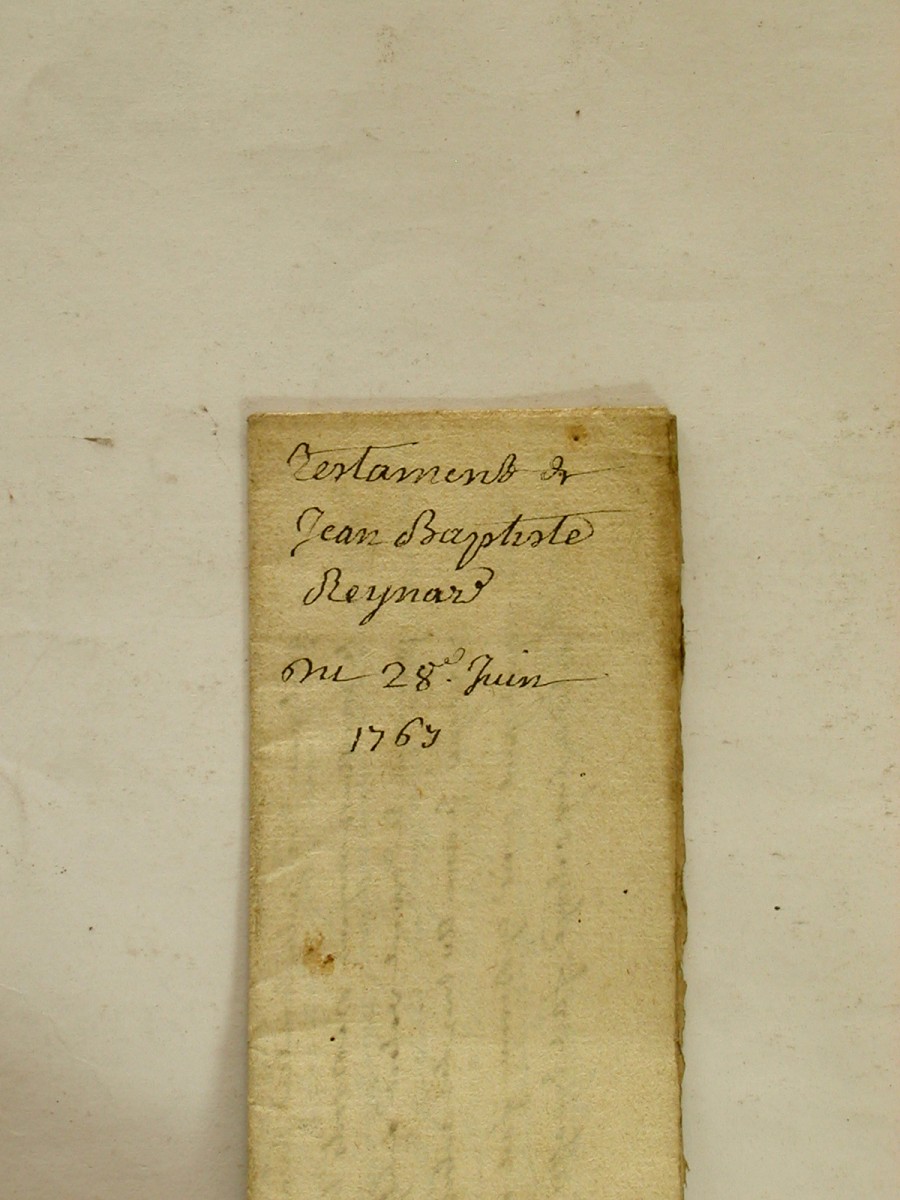 Testament de
Jean Baptiste
Reynard
du 28e. Juin
1767